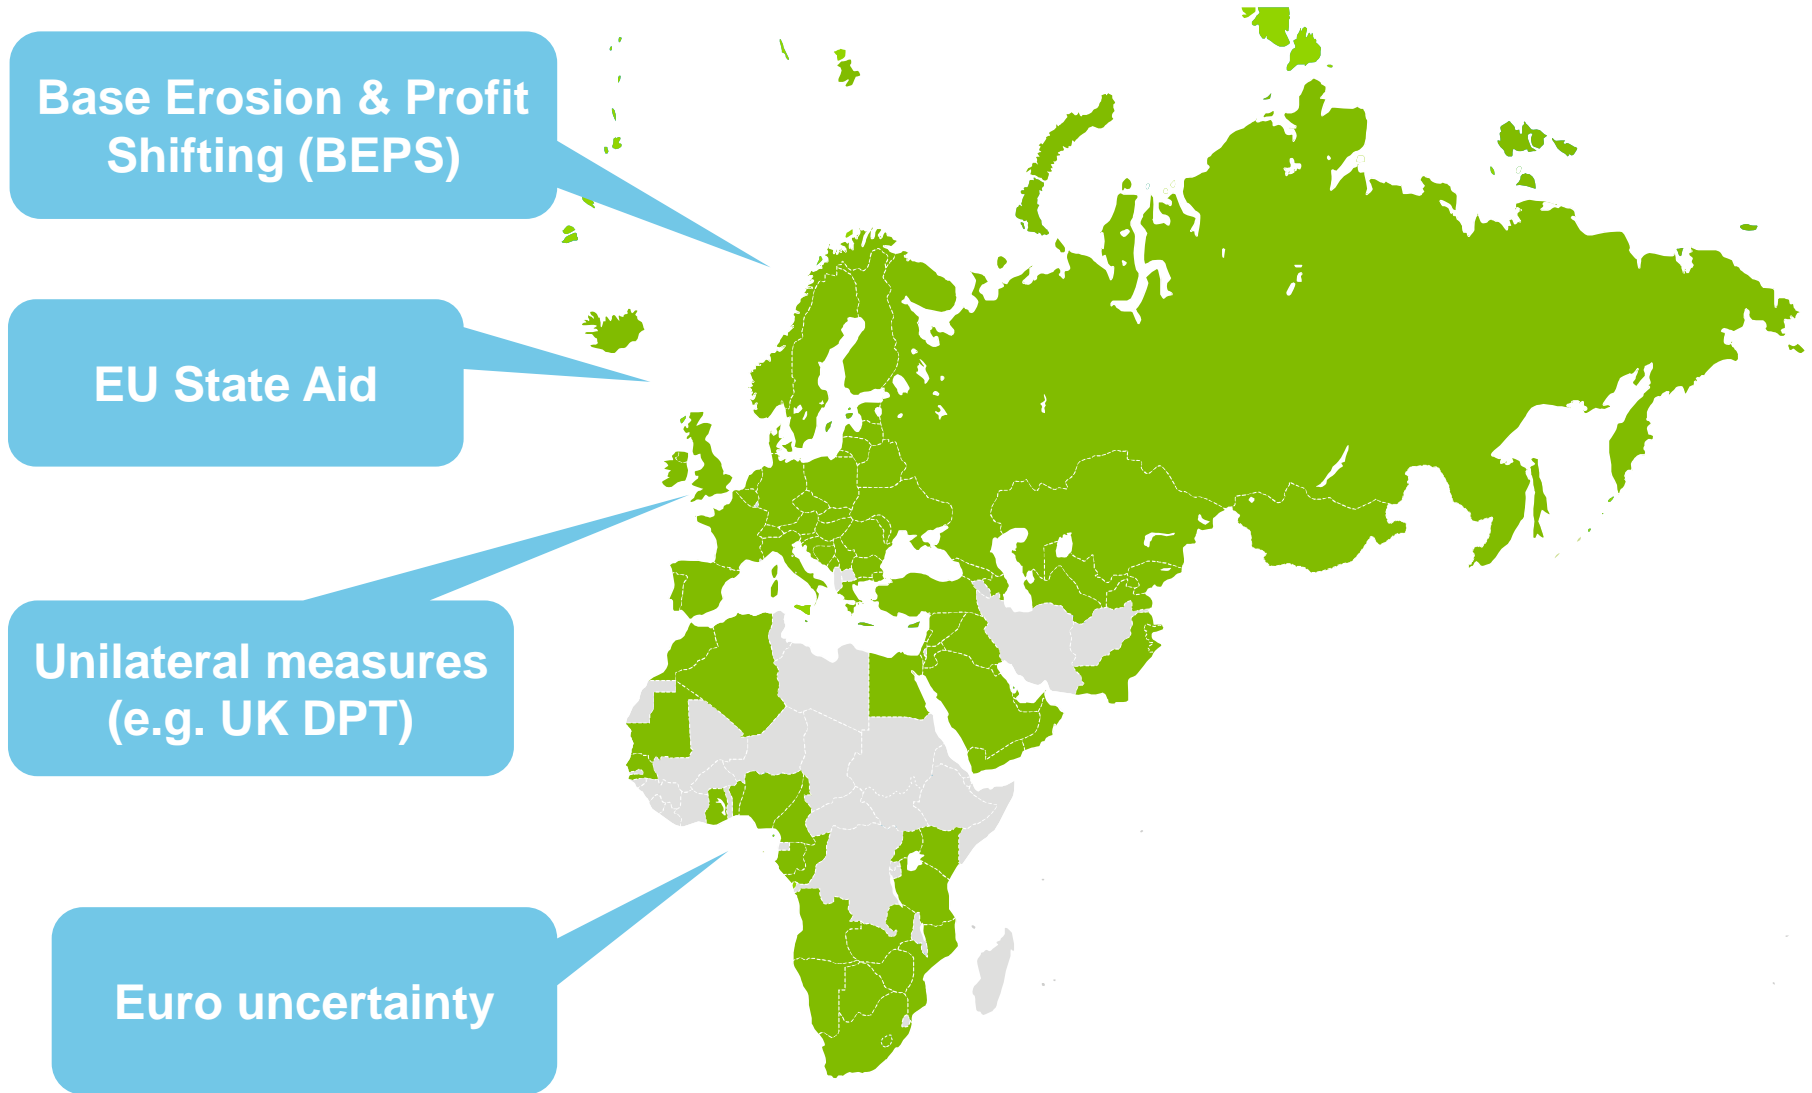 Base Erosion & Profit
Shifting (BEPS)
EU State Aid
Unilateral measures
(e.g. UK DPT)
Euro uncertainty